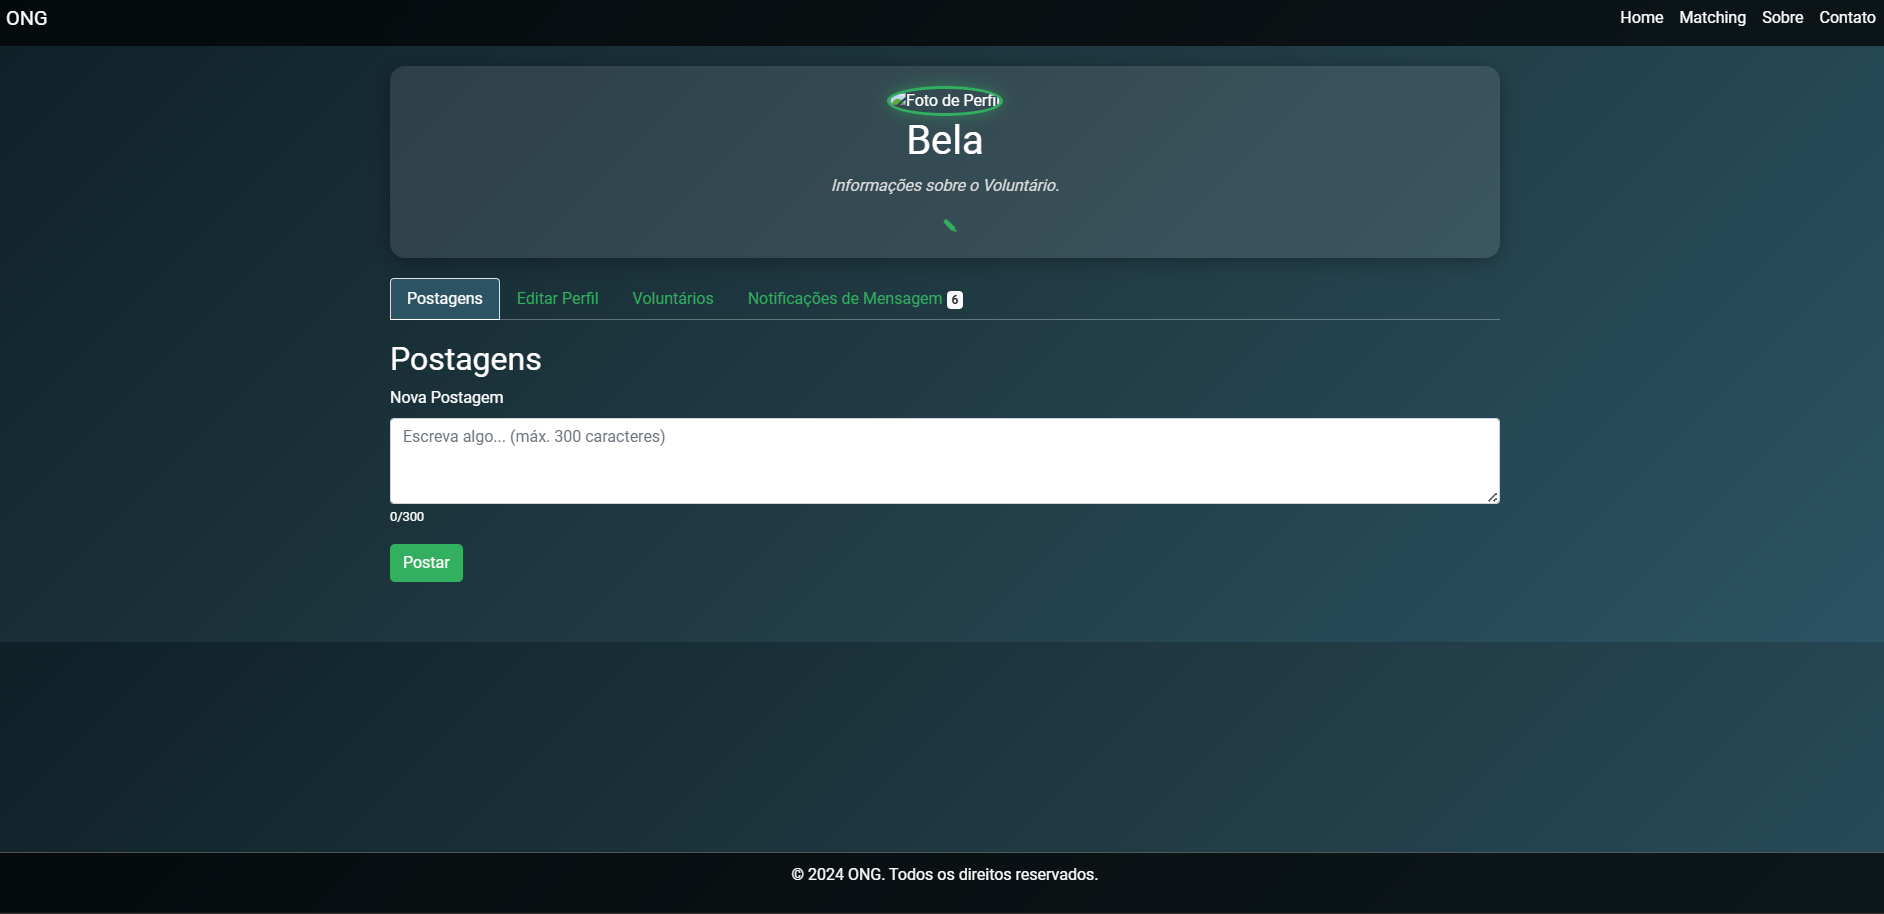 ONG
Home Matching Sobre Contato
Foto de Perfil
Bela
Informações sobre o Voluntário.
Postagens Editar Perfil Voluntários Notificações de Mensagem 6
Postagens
Nova Postagem
Escreva algo... (máx. 300 caracteres)
0/300
Postar
© 2024 ONG. Todos os direitos reservados.